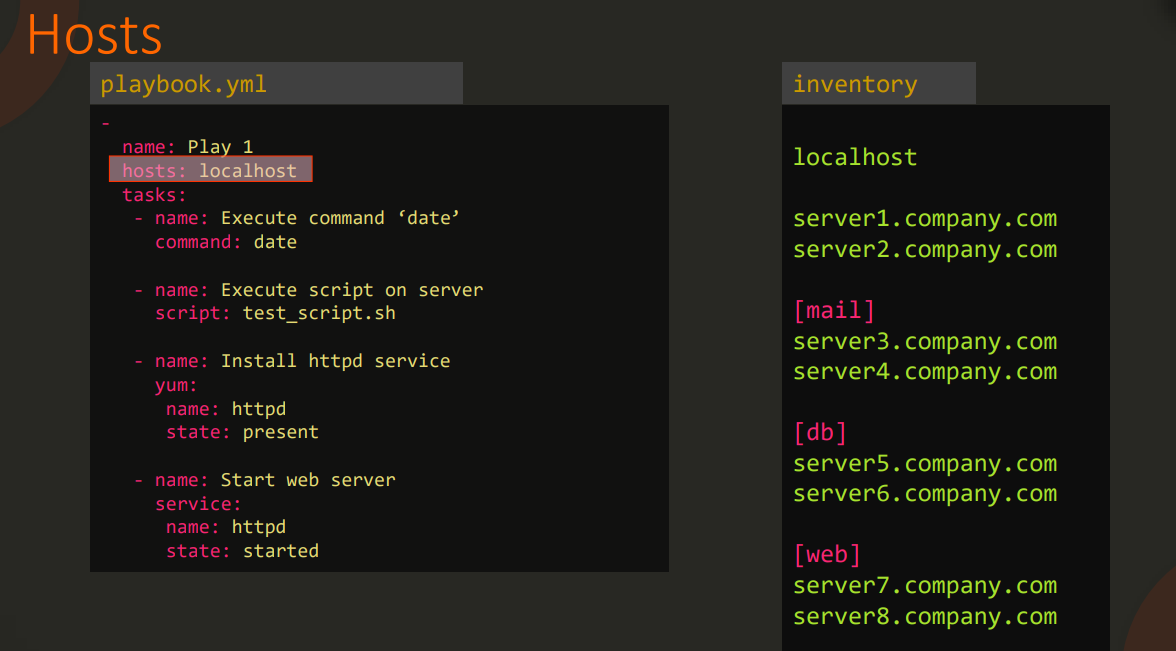 Hosts
playbook.yml
-
name: Play 1
hosts: localhost
tasks:
- name: Execute command ‘date’
command: date
- name: Execute script on server
script: test_script.sh
- name: Install httpd service
yum:
name: httpd
state: present
- name: Start web server
service:
name: httpd
state: started
inventory
localhost
server1.company.com
server2.company.com
[mail]
server3.company.com
server4.company.com
[db]
server5.company.com
server6.company.com
[web]
server7.company.com
server8.company.com